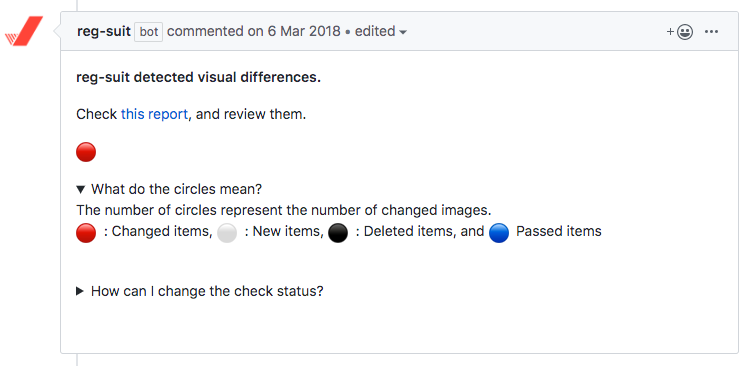 reg-suit bot commented on 6 Mar 2018 • edited
reg-suit detected visual differences.
Check this report, and review them.
What do the circles mean?
The number of circles represent the number of changed images.
: Changed items, : New items, : Deleted items, and Passed items
How can I change the check status?